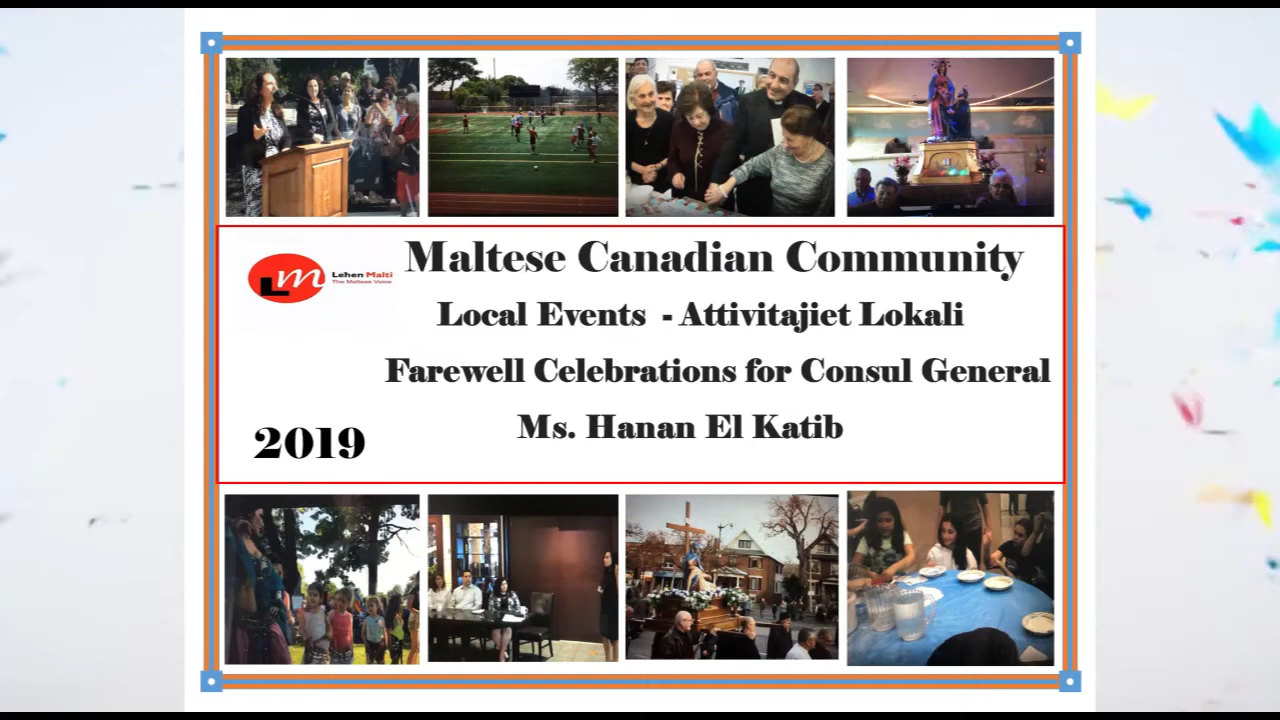 Lehen Malti
The Maltese Voice
Maltese Canadian Community
Local Events - Attivitajiet Lokali
Farewell Celebrations for Consul General
Ms. Hanan El Katib
2019
Lm